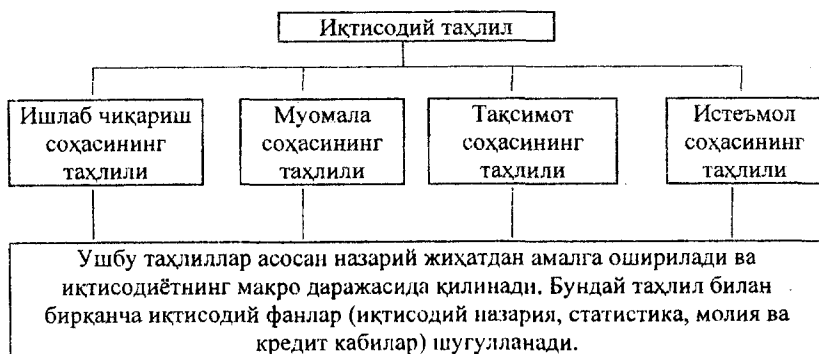 Иқтисодий таҳлил
Ишлаб чиқариш
соҳасининг
таҳлили
Муомала
соҳасининг
таҳлили
Тақсимот
соҳасининг
таҳлили
Истеъмол
соҳасининг
таҳлили
Ушбу таҳлиллар асосан назарий жиҳатдан амалга оширилади ва
иқтисодиётнинг макро даражасида қилинади. Бундай таҳлил билан
бирқанча иқтисодий фанлар (иқтисодий назария, статистика, молия ва
кредит кабилар) шуғулланади.